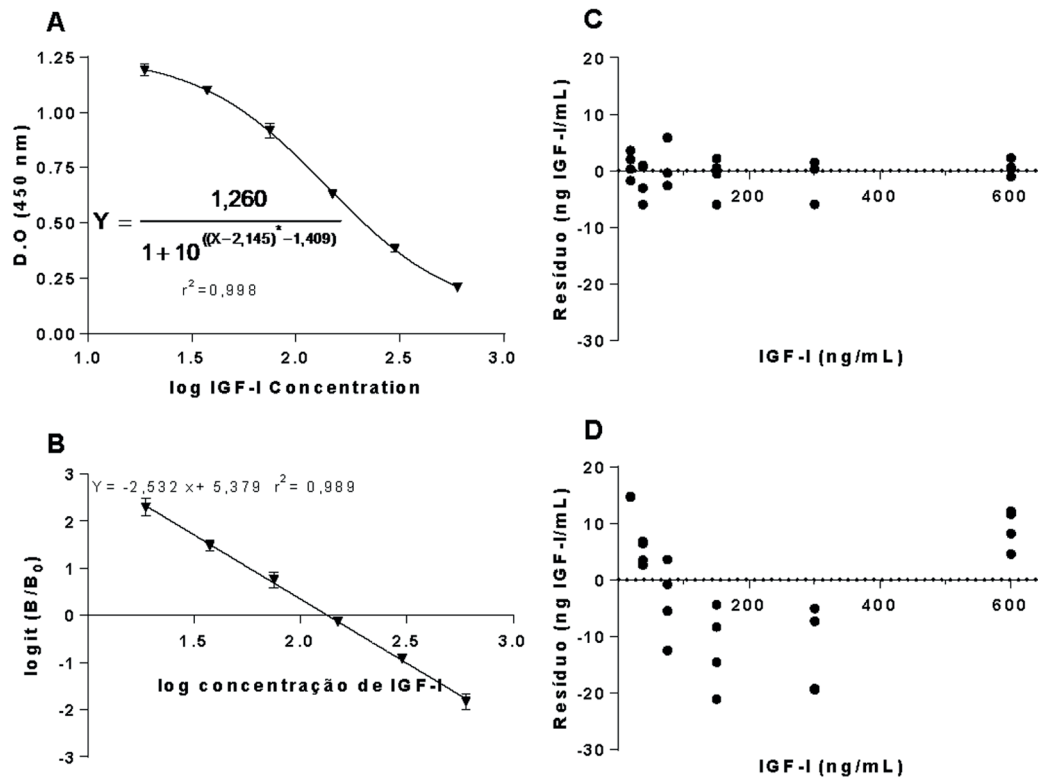 A
D.O (450 nm)
1.25
1.00
0.75
0.50
0.25
0.00
Y = 1,260 / 1 + 10^((X–2,145)* –1,409)
r²=0,998
1.0 1.5 2.0 2.5 3.0
log IGF-I Concentration
B
logit (B/B₀)
3
2
1
0
-1
-2
-3
Y = -2,532 x+ 5,379 r²= 0,989
1.5 2.0 2.5 3.0
log concentração de IGF-I
C
Resíduo (ng IGF-I/mL)
20
10
0
-10
-20
-30
200 400 600
IGF-I (ng/mL)
D
Resíduo (ng IGF-I/mL)
20
10
0
-10
-20
-30
200 400 600
IGF-I (ng/mL)